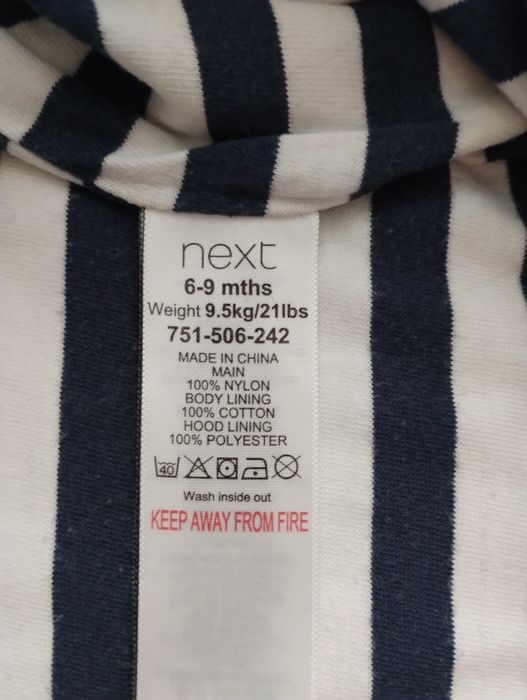 next
6-9 mths
Weight 9.5kg/21lbs
751-506-242
MADE IN CHINA
MAIN
100% NYLON
BODY LINING
100% COTTON
HOOD LINING
100% POLYESTER
40
Wash inside out
KEEP AWAY FROM FIRE